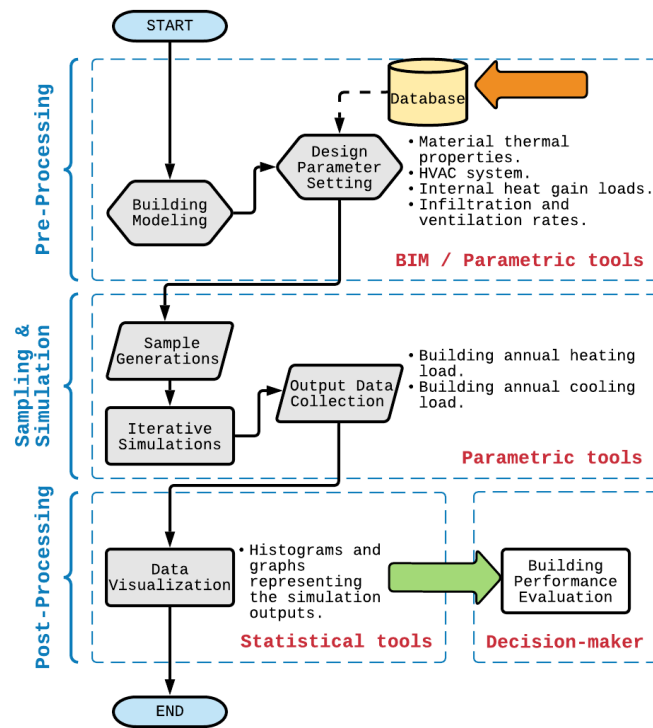 START
Pre-Processing
Database
Design
Parameter
Setting
Building
Modeling
• Material thermal
properties.
• HVAC system.
• Internal heat gain loads.
• Infiltration and
ventilation rates.
BIM / Parametric tools
Sampling &
Simulation
Sample
Generations
Iterative
Simulations
Output Data
Collection
• Building annual heating
load.
• Building annual cooling
load.
Parametric tools
Post-Processing
Data
Visualization
• Histograms and
graphs
representing
the simulation
outputs.
Statistical tools
Building
Performance
Evaluation
Decision-maker
END